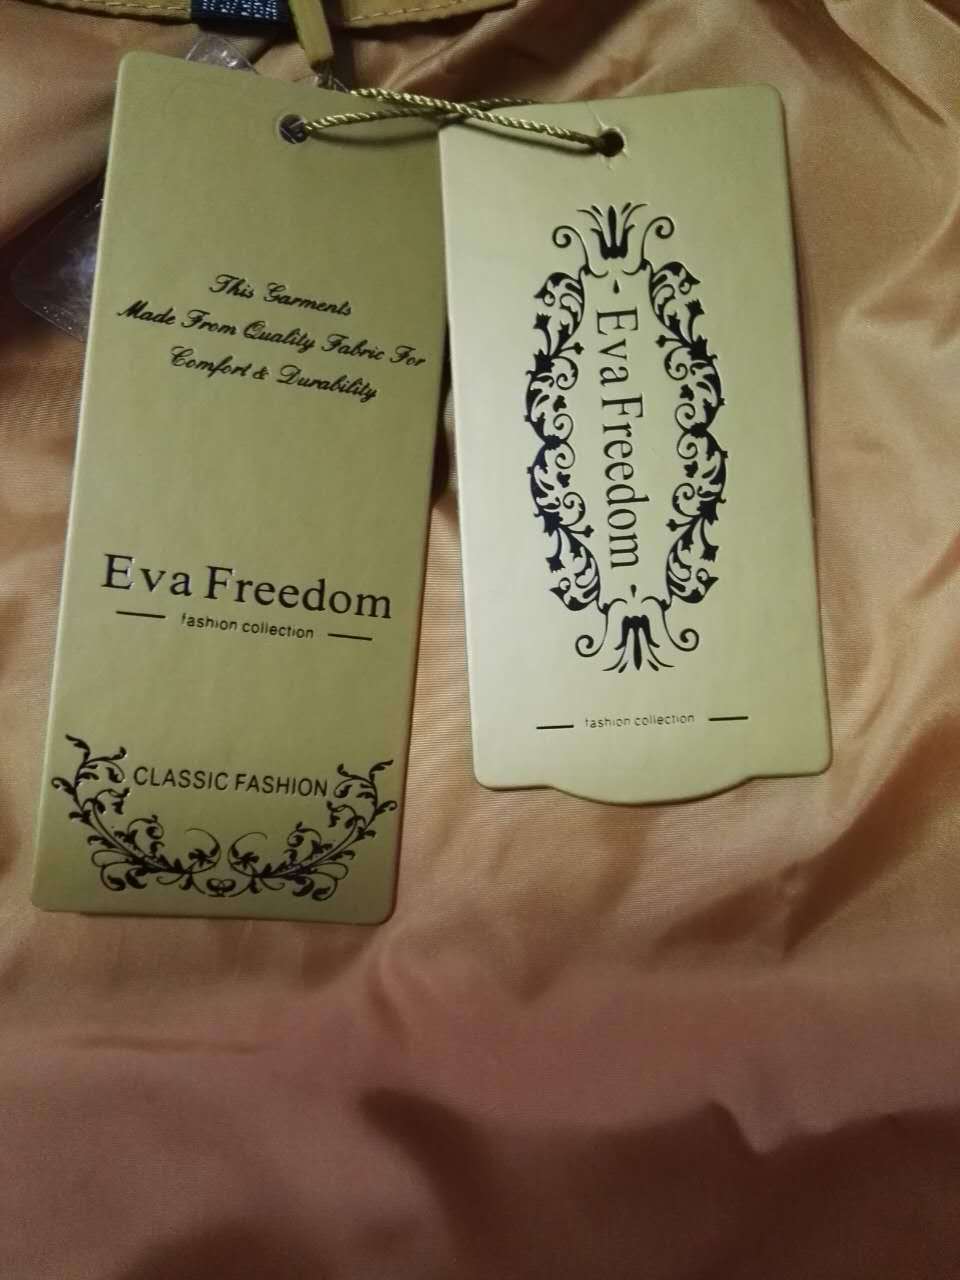 This Garments
Made From Quality Fabric For
Comfort & Durability
Eva Freedom
fashion collection
CLASSIC FASHION
Eva Freedom
fashion collection